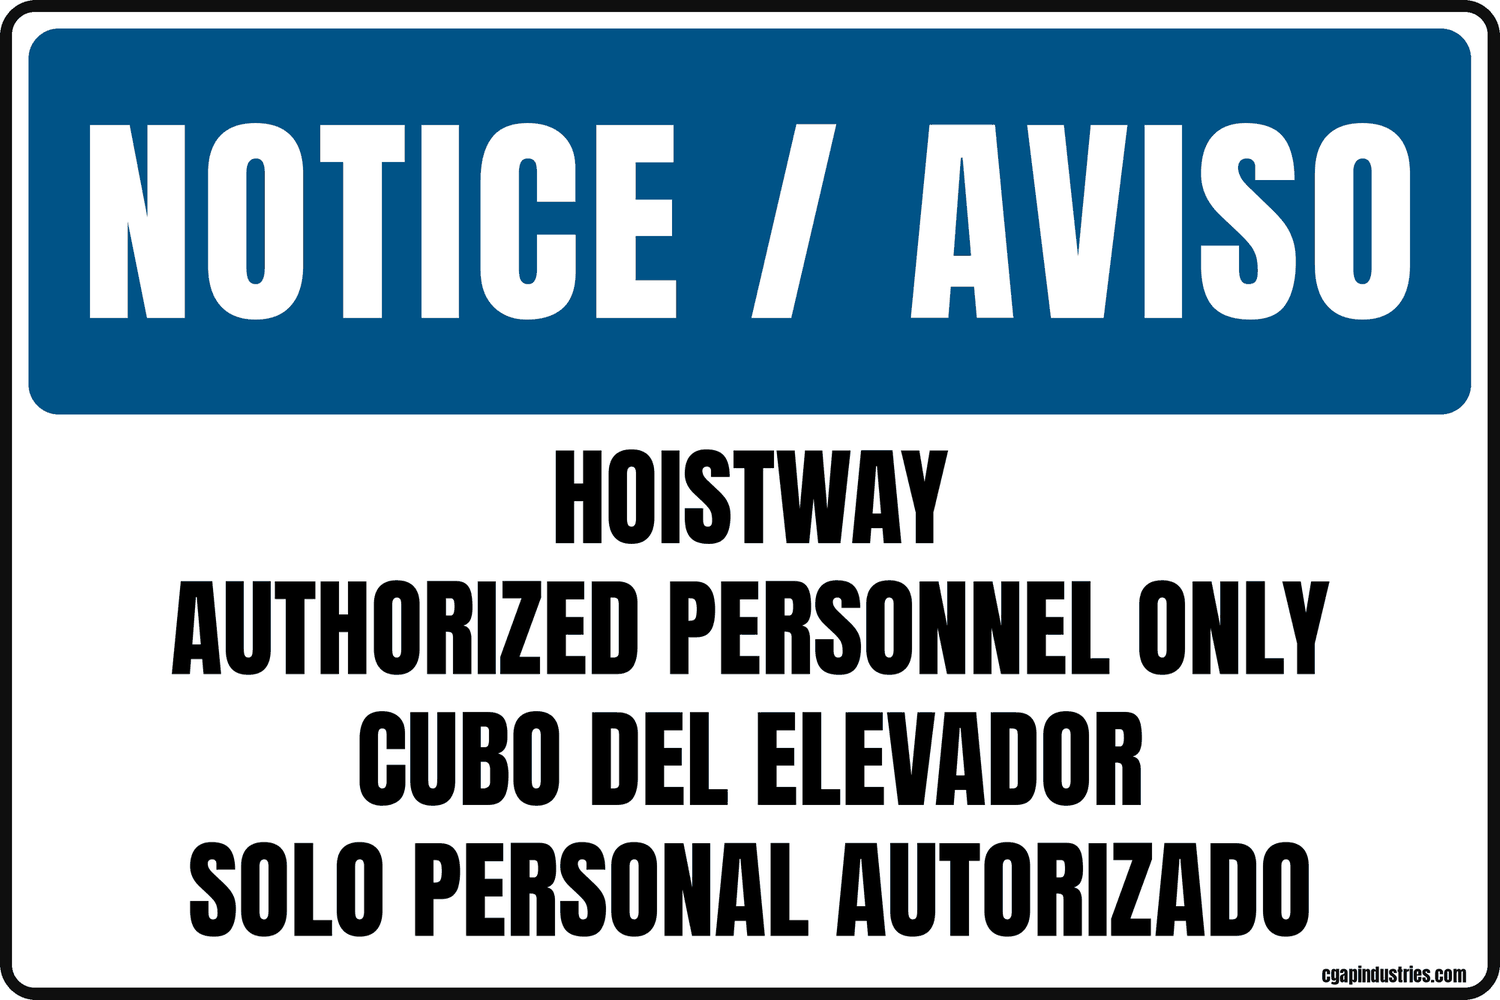 NOTICE / AVISO
HOISTWAY
AUTHORIZED PERSONNEL ONLY
CUBO DEL ELEVADOR
SOLO PERSONAL AUTORIZADO
cgapindustries.com